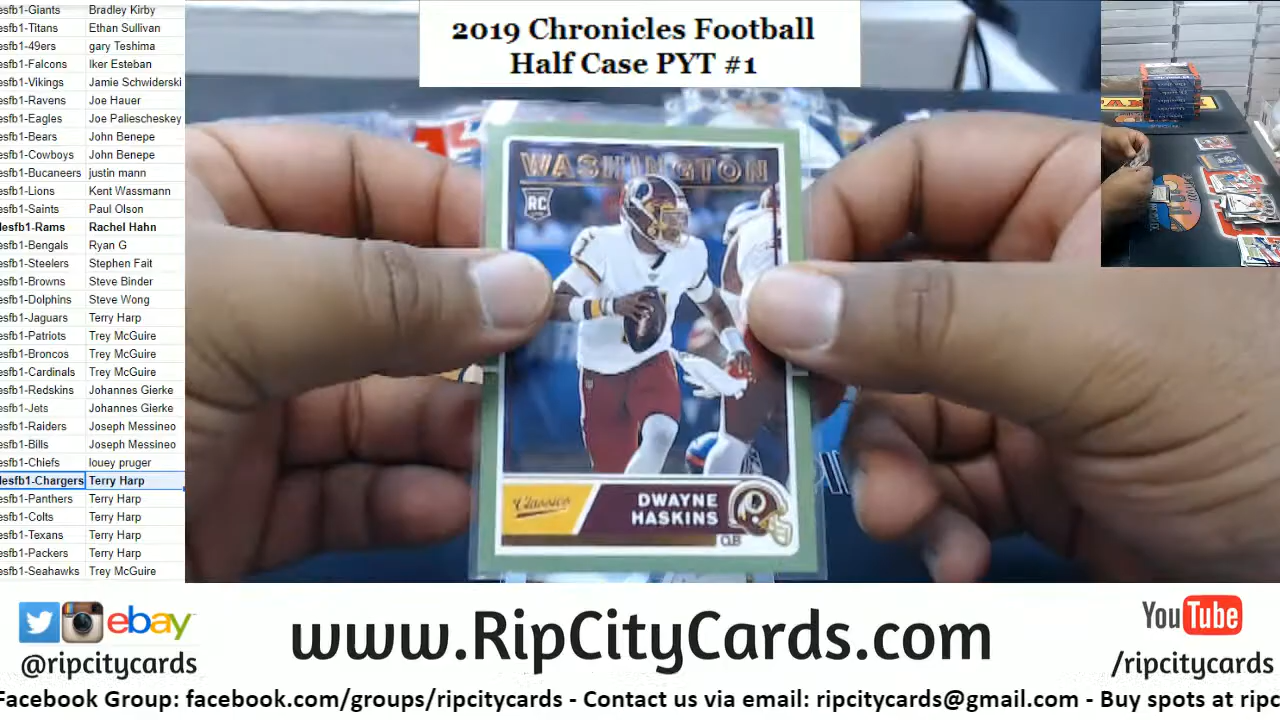 esfb1-Giants Bradley Kirby
esfb1-Titans Ethan Sullivan
esfb1-49ers gary Teshima
esfb1-Falcons Iker Esteban
esfb1-Vikings Jamie Schwiderski
esfb1-Ravens Joe Hauer
esfb1-Eagles Joe Paliescheskey
esfb1-Bears John Benepe
esfb1-Cowboys John Benepe
esfb1-Bucaneers justin mann
esfb1-Lions Kent Wassmann
esfb1-Saints Paul Olson
lesfb1-Rams Rachel Hahn
esfb1-Bengals Ryan G
esfb1-Steelers Stephen Fait
esfb1-Browns Steve Binder
esfb1-Dolphins Steve Wong
esfb1-Jaguars Terry Harp
esfb1-Patriots Trey McGuire
esfb1-Broncos Trey McGuire
esfb1-Cardinals Trey McGuire
esfb1-Redskins Johannes Gierke
esfb1-Jets Johannes Gierke
esfb1-Raiders Joseph Messineo
esfb1-Bills Joseph Messineo
esfb1-Chiefs louey pruger
lesfb1-Chargers Terry Harp
esfb1-Panthers Terry Harp
esfb1-Colts Terry Harp
esfb1-Texans Terry Harp
esfb1-Packers Terry Harp
esfb1-Seahawks Trey McGuire
2019 Chronicles Football
Half Case PYT #1
WASHINGTON
RC
Classics
DWAYNE
HASKINS
QB
ebay
@ripcitycards
www.RipCityCards.com
YouTube
/ripcitycards
Facebook Group: facebook.com/groups/ripcitycards - Contact us via email: ripcitycards@gmail.com - Buy spots at ripc